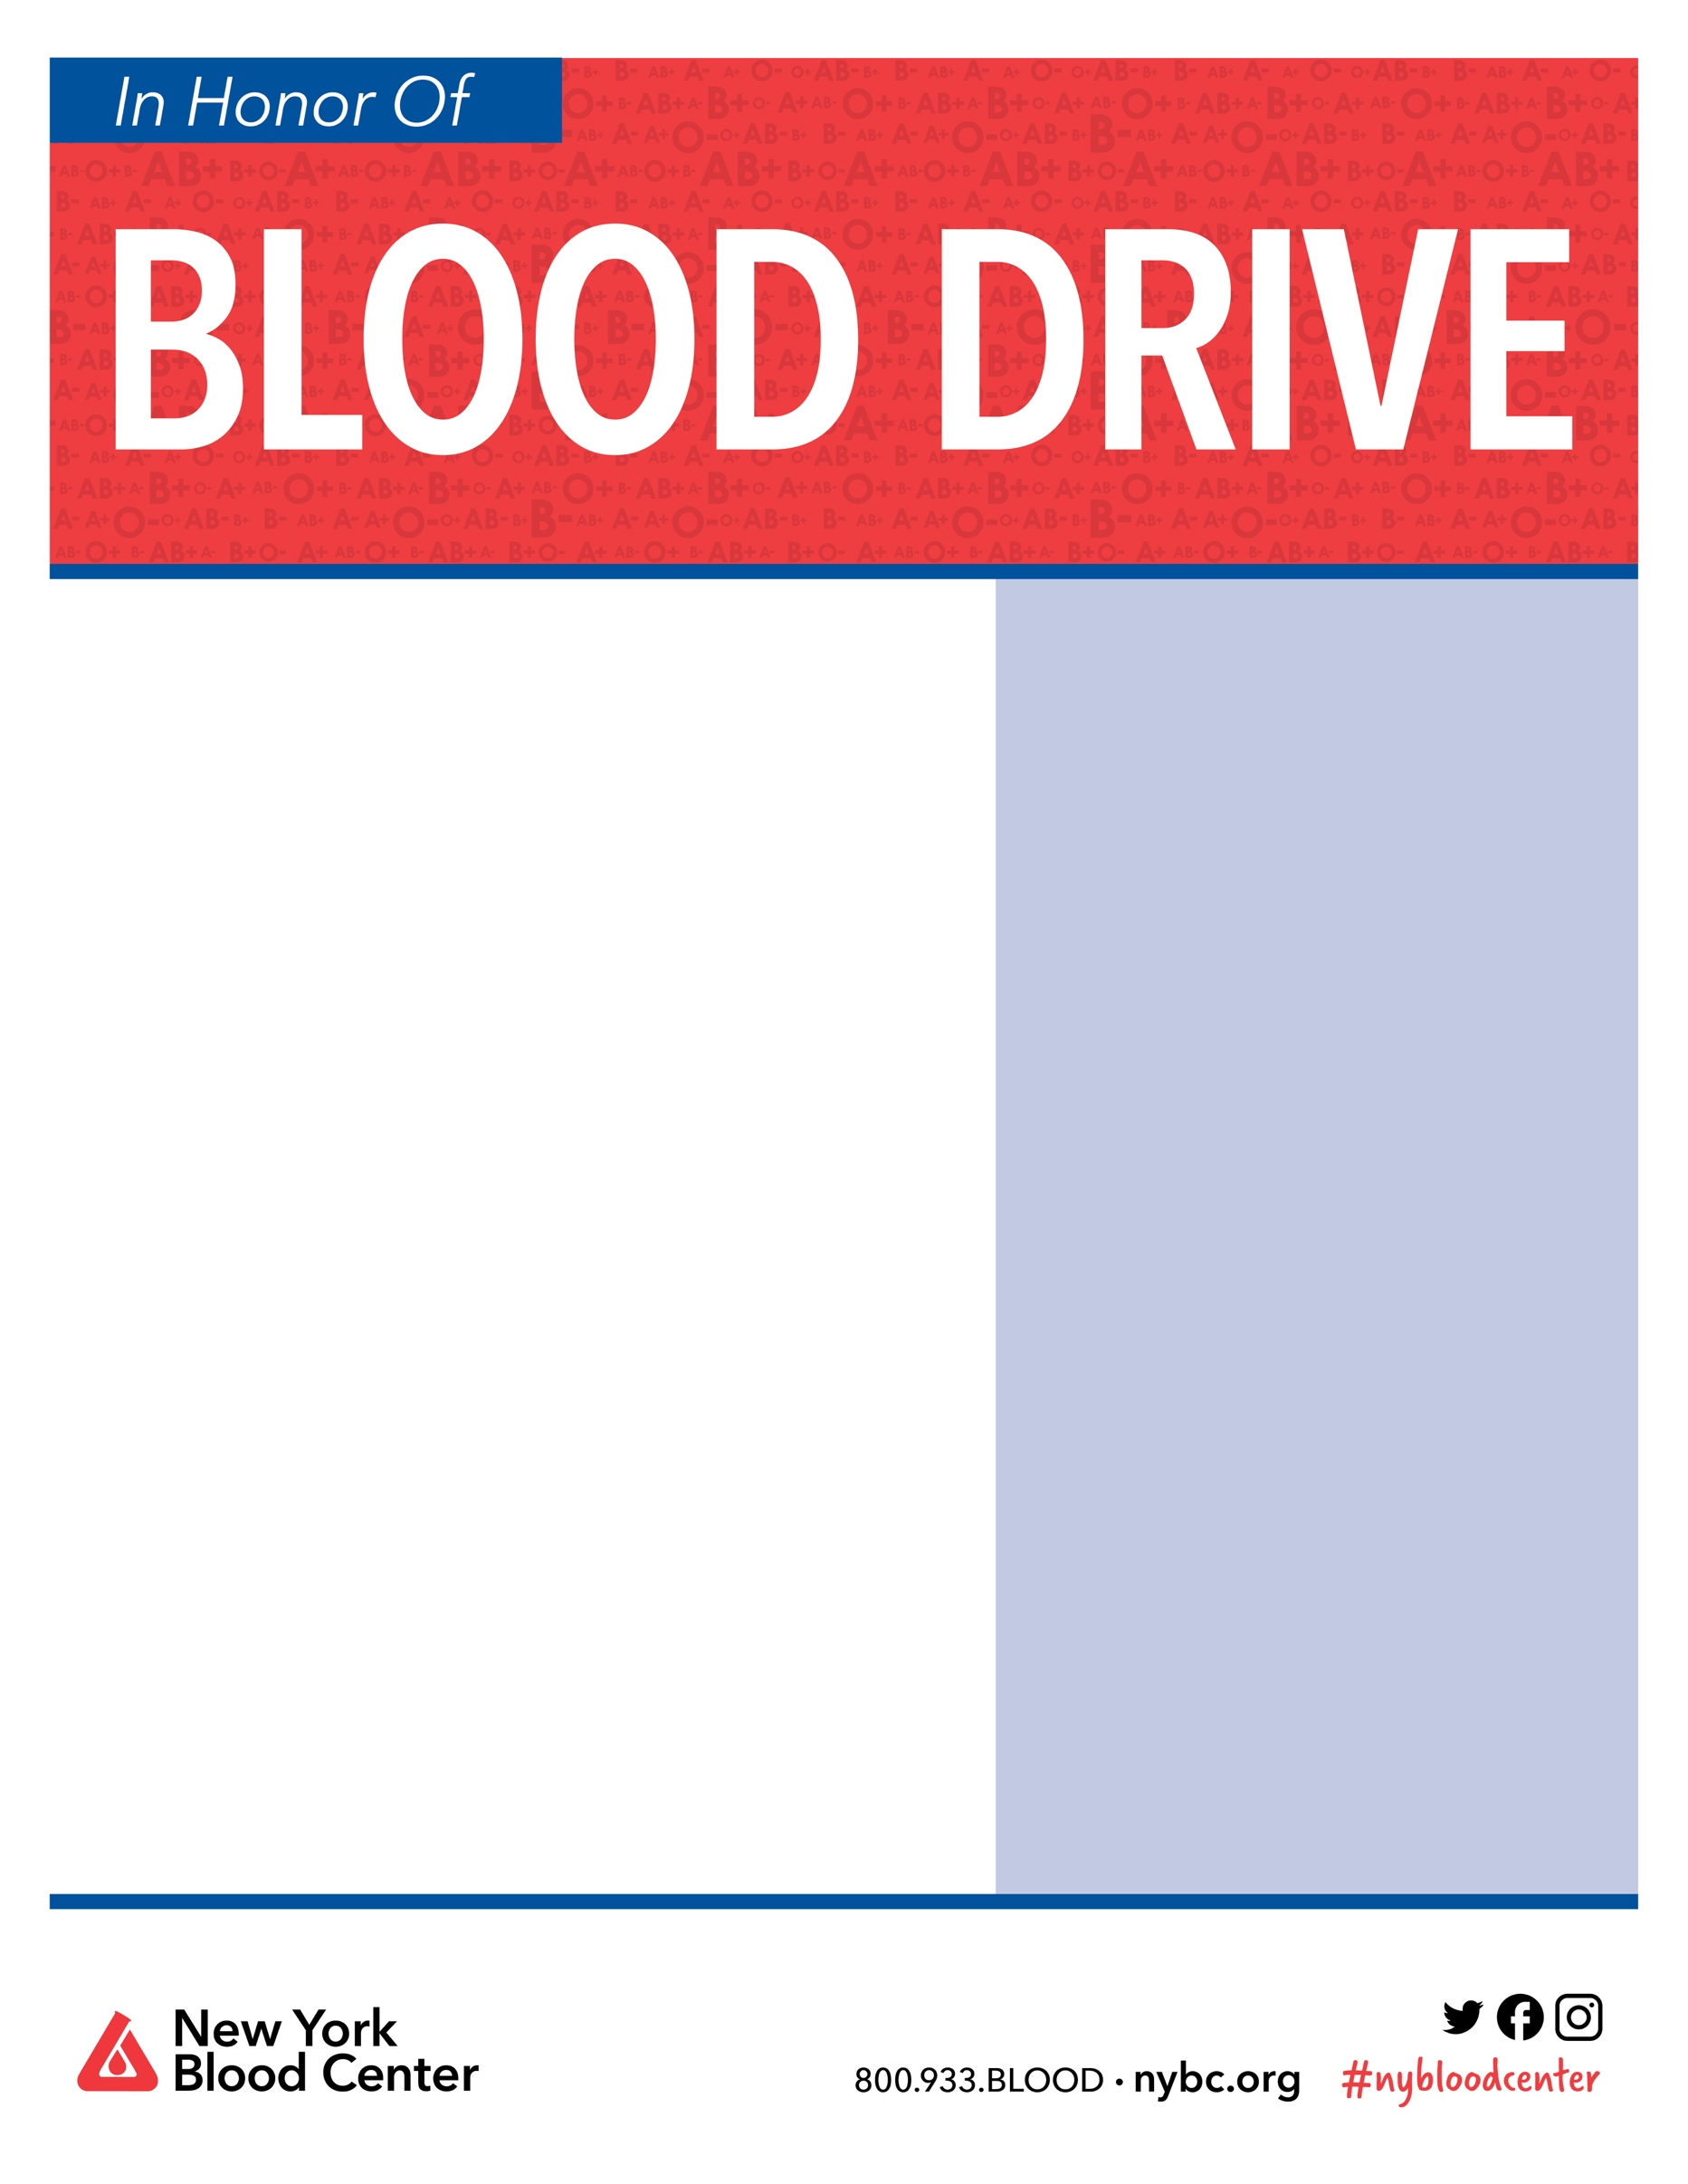 In Honor Of
BLOOD DRIVE
New York
Blood Center
800.933.BLOOD • nybc.org
#nybloodcenter